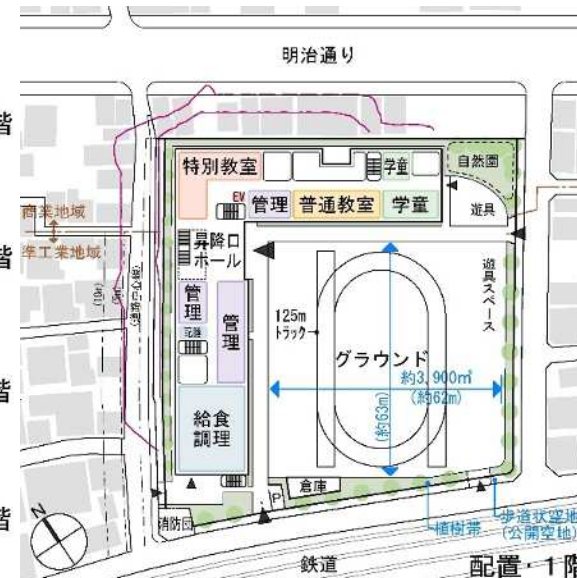 明治通り
階
特別教室
学童
自然園
EV
管理
普通教室
学童
遊具
商業地域
準工業地域
階
昇降口
ホール
遊具スペース
管理
管理
125m
トラック
グラウンド
約3,900㎡
(約62m)
(約63m)
階
給食
調理
階
倉庫
P
消防団
植樹帯
歩道状空地
(公開空地)
N
鉄道
配置・1階